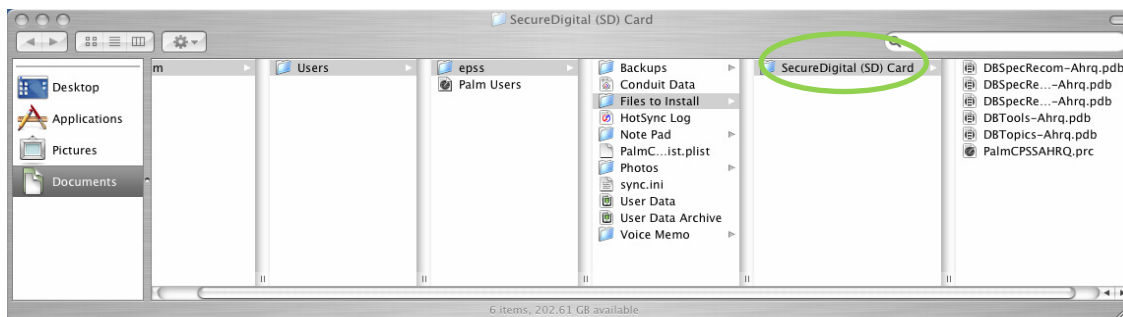 SecureDigital (SD) Card
Desktop
Applications
Pictures
Documents
m
Users
epss
Palm Users
Backups
Conduit Data
Files to Install
HotSync Log
Note Pad
PalmC...ist.plist
Photos
sync.ini
User Data
User Data Archive
Voice Memo
SecureDigital (SD) Card
DBSpecRecom-Ahrq.pdb
DBSpecRe...-Ahrq.pdb
DBSpecRe...-Ahrq.pdb
DBTools-Ahrq.pdb
DBTopics-Ahrq.pdb
PalmCPSSAHRQ.prc
6 items, 202.61 GB available